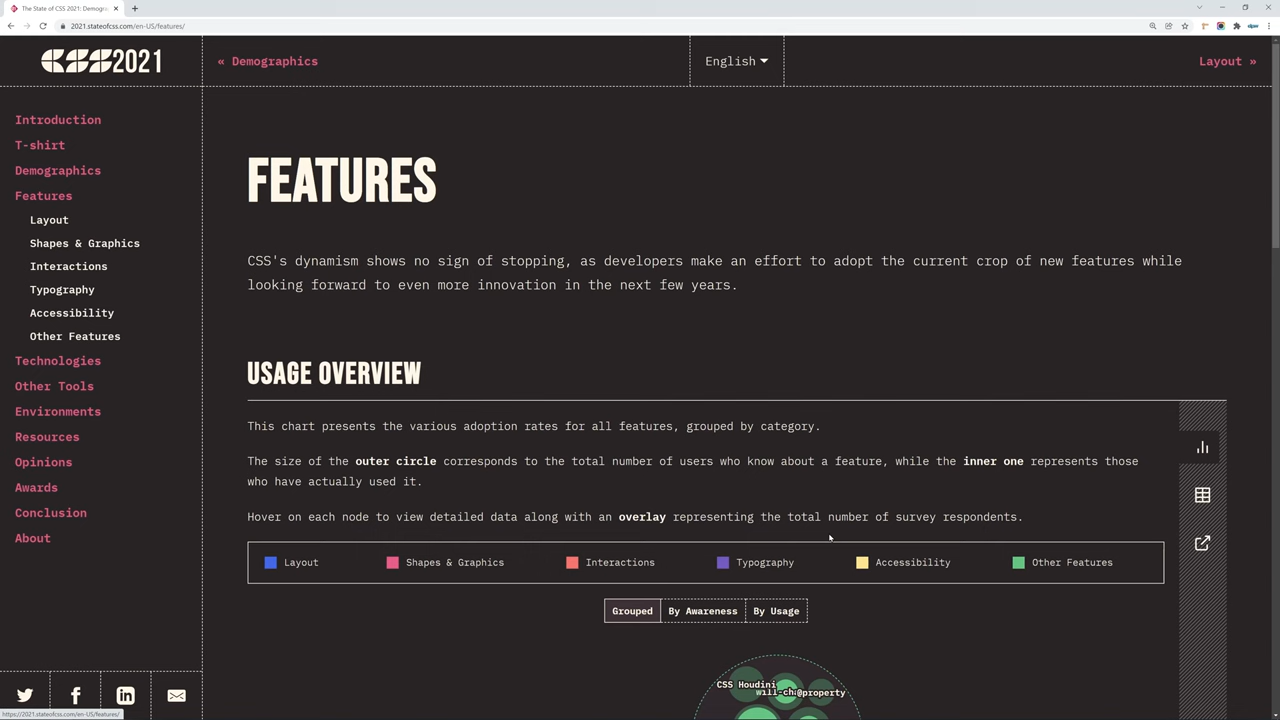 The State of CSS 2021: Demogra
2021.stateofcss.com/en-US/features/
CSS2021
« Demographics
English
Layout »
Introduction
T-shirt
Demographics
Features
Layout
Shapes & Graphics
Interactions
Typography
Accessibility
Other Features
Technologies
Other Tools
Environments
Resources
Opinions
Awards
Conclusion
About
FEATURES
CSS's dynamism shows no sign of stopping, as developers make an effort to adopt the current crop of new features while
looking forward to even more innovation in the next few years.
USAGE OVERVIEW
This chart presents the various adoption rates for all features, grouped by category.
The size of the outer circle corresponds to the total number of users who know about a feature, while the inner one represents those
who have actually used it.
Hover on each node to view detailed data along with an overlay representing the total number of survey respondents.
Layout Shapes & Graphics Interactions Typography Accessibility Other Features
Grouped By Awareness By Usage
CSS Houdini
will-ch
@property
https://2021.stateofcss.com/en-US/features/